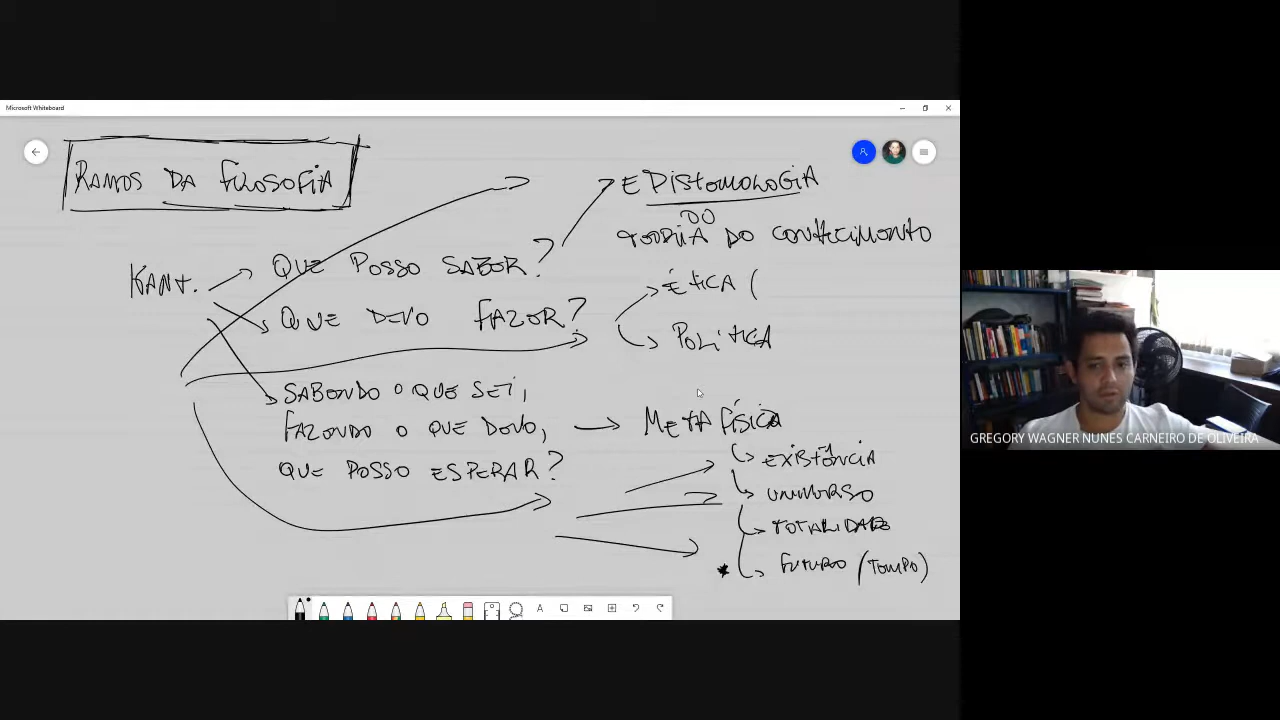 Microsoft Whiteboard
RAMOS DA FILOSOFIA
EPISTEMOLOGIA
OU
TEORIA DO CONHECIMENTO
KANT.
QUE POSSO SABER?
ÉTICA (
QUE DEVO FAZER?
POLÍTICA
SABENDO O QUE SEI,
FAZENDO O QUE DEVO,
QUE POSSO ESPERAR?
METAFÍSICA
EXISTÊNCIA
UNIVERSO
TOTALIDADE
FUTURO (TEMPO)
A
GREGORY WAGNER NUNES CARNEIRO DE OLIVEIRA